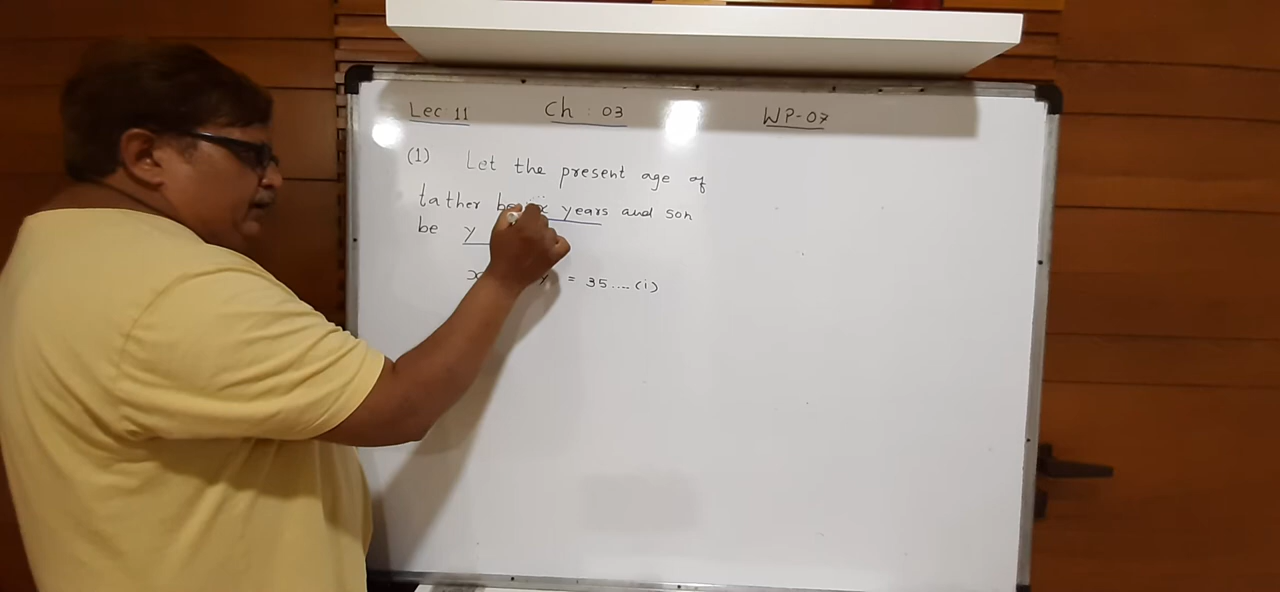 Lec 11 Ch : 03 WP-07
(1) Let the present age of
father be x years and son
be y
x y = 35....(i)